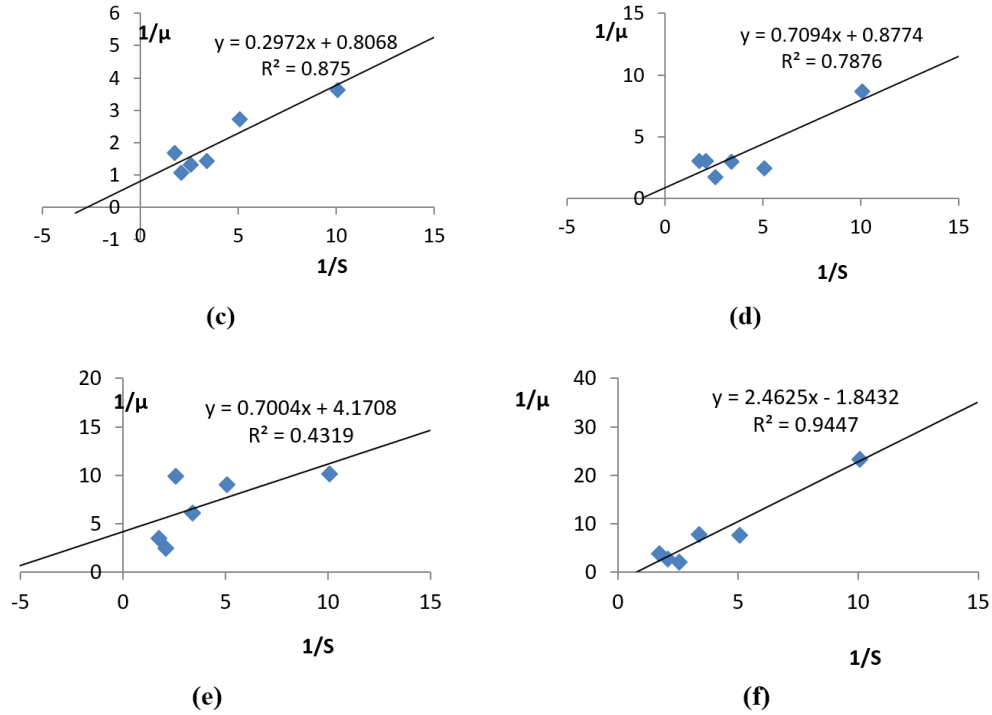 6
5
4
3
2
1
0
-1
1/μ
y = 0.2972x + 0.8068
R² = 0.875
-5
0
5
10
15
1/S
(c)
15
10
5
0
1/μ
y = 0.7094x + 0.8774
R² = 0.7876
-5
0
5
10
15
1/S
(d)
20
15
10
5
0
1/μ
y = 0.7004x + 4.1708
R² = 0.4319
-5
0
5
10
15
1/S
(e)
40
30
20
10
0
1/μ
y = 2.4625x - 1.8432
R² = 0.9447
0
5
10
15
1/S
(f)